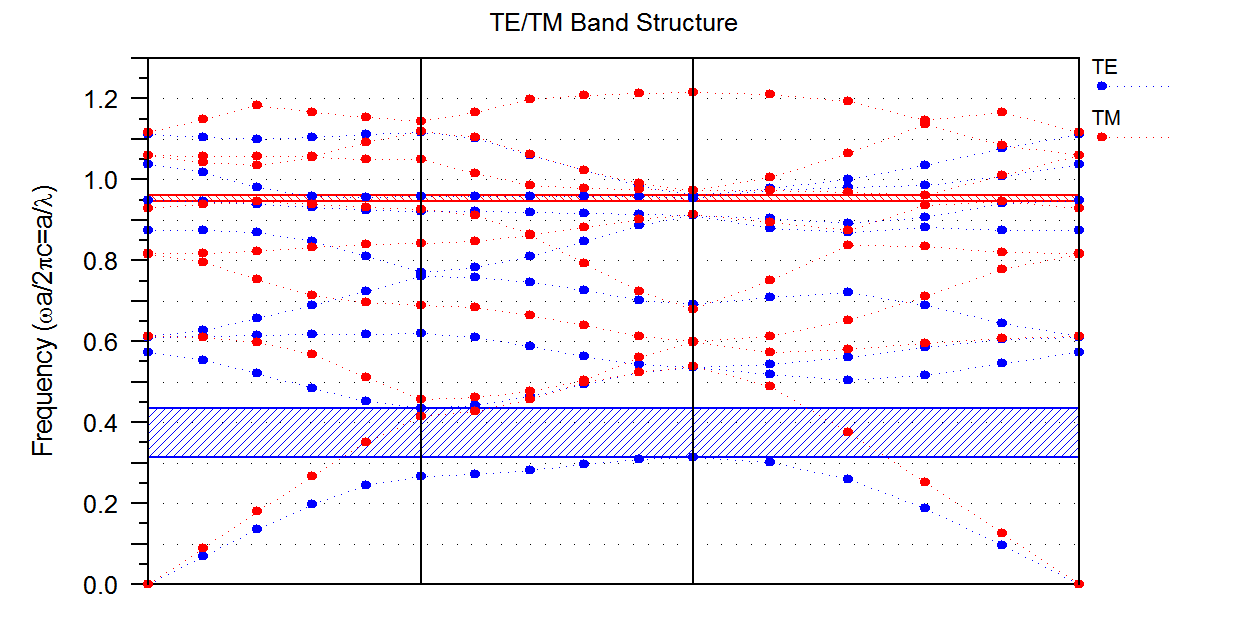 TE/TM Band Structure
TE
TM
1.2
1.0
0.8
0.6
0.4
0.2
0.0
Frequency (ωa/2πc=a/λ)